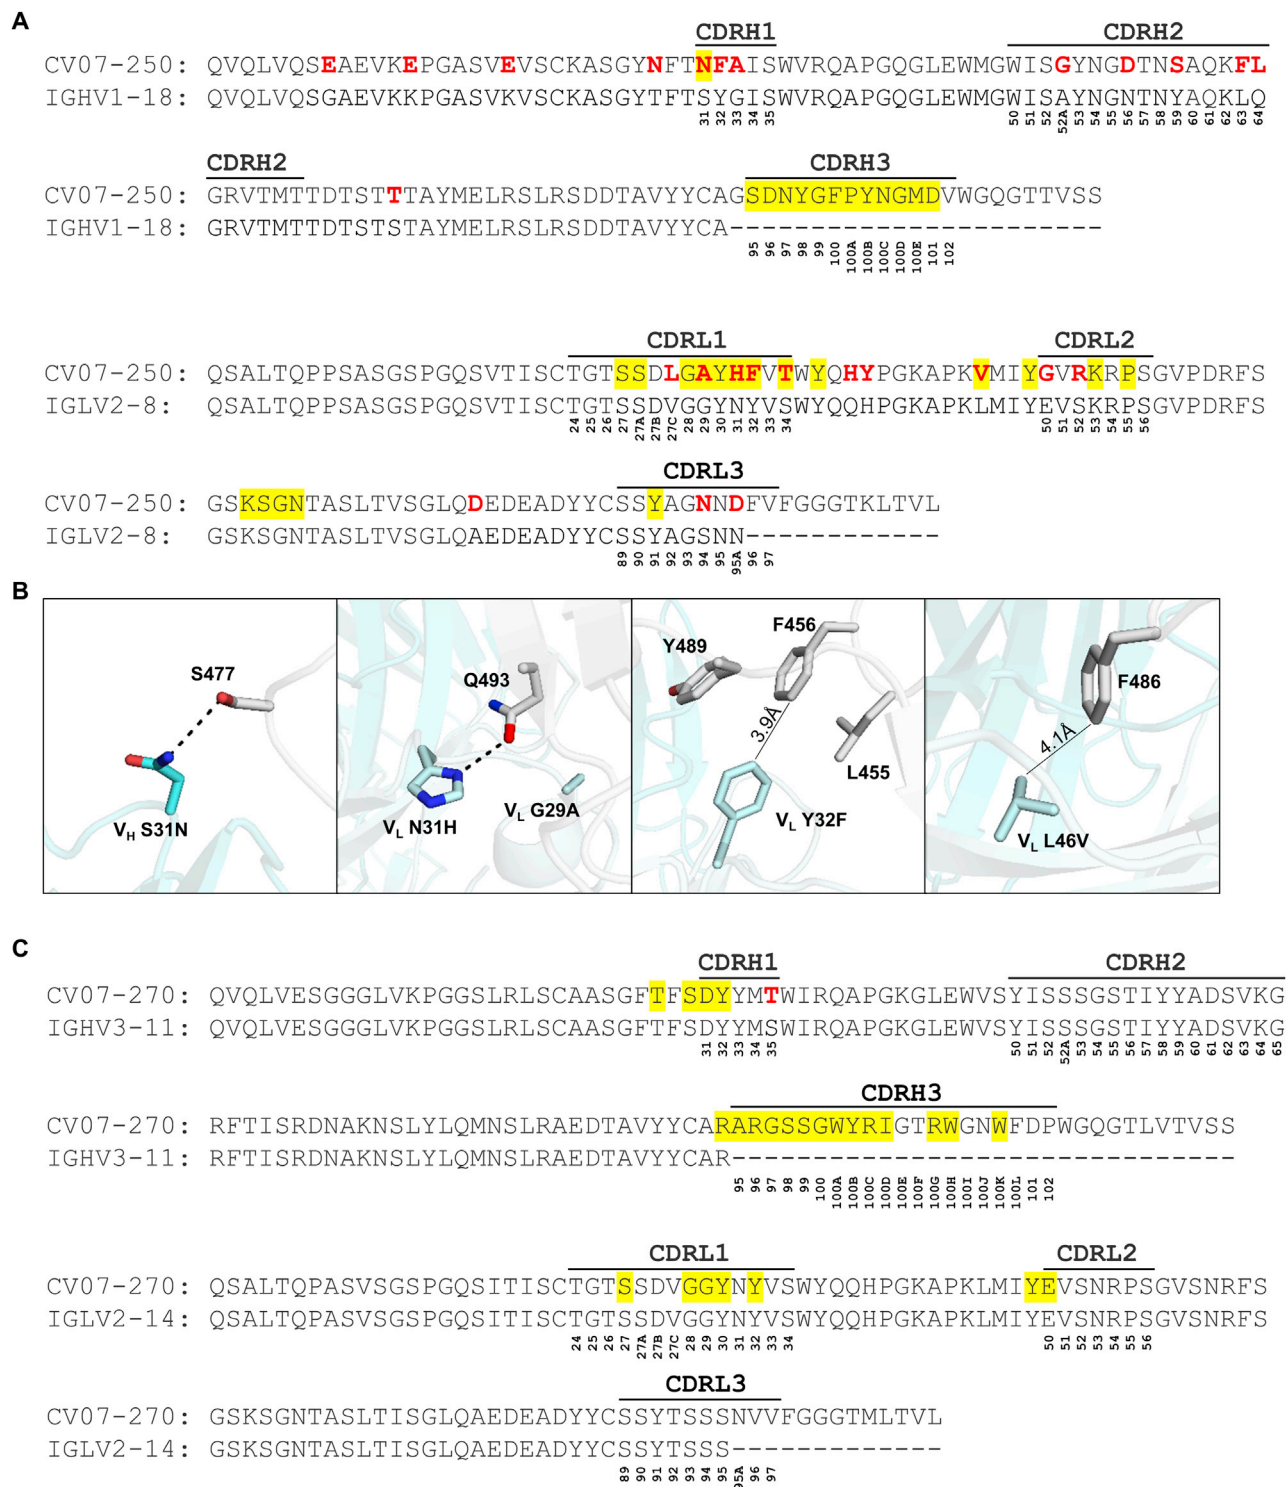 A
CDRH1 CDRH2
CV07-250: QVQLVQSEAEVKEPGASVEVSCKASGYNFTNFAISWVRQAPGQGLEWMGWISGYNGDTNSAQKFL
IGHV1-18: QVQLVQSGAEVKKPGASVKVSCKASGYTFTSYGISWVRQAPGQGLEWMGWISAYNGNTNYAQKLQ
31 32 33 34 35 50 51 52 52A 53 54 55 56 57 58 59 60 61 62 63 64
CDRH2 CDRH3
CV07-250: GRVTMTTDTSTTTAYMELRSLRSDDTAVYYCAGSDNYGFPYNGMDVWGQGTTVSS
IGHV1-18: GRVTMTTDTSTSTAYMELRSLRSDDTAVYYCA-----------------------
95 96 97 98 99 100 100A 100B 100C 100D 100E 101 102
CDRL1 CDRL2
CV07-250: QSALTQPPSASGSPGQSVTISCTGTSSDLGAYHFVTWYQHYPGKAPKVMIYGVRKRPSGVPDRFS
IGLV2-8: QSALTQPPSASGSPGQSVTISCTGTSSDVGGYNYVSWYQQHPGKAPKLMIYEVSKRPSGVPDRFS
24 25 26 27 27A 27B 27C 28 29 30 31 32 33 34 50 51 52 53 54 55 56
CDRL3
CV07-250: GSKSGNTASLTVSGLQDEDEADYYCSSYAGNNDFVFGGGTKLTVL
IGLV2-8: GSKSGNTASLTVSGLQAEDEADYYCSSYAGSNN------------
89 90 91 92 93 94 95 95A 96 97
B
S477
VH S31N
Q493
VL N31H
VL G29A
Y489
F456
3.9Å
L455
VL Y32F
F486
4.1Å
VL L46V
C
CDRH1 CDRH2
CV07-270: QVQLVESGGGLVKPGGSLRLSCAASGFTFSDYYMTWIRQAPGKGLEWVSYISSSGSTIYYADSVKG
IGHV3-11: QVQLVESGGGLVKPGGSLRLSCAASGFTFSDYYMSWIRQAPGKGLEWVSYISSSGSTIYYADSVKG
31 32 33 34 35 50 51 52 52A 53 54 55 56 57 58 59 60 61 62 63 64 65
CDRH3
CV07-270: RFTISRDNAKNSLYLQMNSLRAEDTAVYYCARARGSSGWYRIGTRWGNWFDPWGQGTLVTVSS
IGHV3-11: RFTISRDNAKNSLYLQMNSLRAEDTAVYYCAR-------------------------------
95 96 97 98 99 100 100A 100B 100C 100D 100E 100F 100G 100H 100I 100J 100K 100L 101 102
CDRL1 CDRL2
CV07-270: QSALTQPASVSGSPGQSITISCTGTSSDVGGYNYVSWYQQHPGKAPKLMIYEVSNRPSGVSNRFS
IGLV2-14: QSALTQPASVSGSPGQSITISCTGTSSDVGGYNYVSWYQQHPGKAPKLMIYEVSNRPSGVSNRFS
24 25 26 27 27A 27B 27C 28 29 30 31 32 33 34 50 51 52 53 54 55 56
CDRL3
CV07-270: GSKSGNTASLTISGLQAEDEADYYCSSYTSSSNVVFGGGTMLTVL
IGLV2-14: GSKSGNTASLTISGLQAEDEADYYCSSYTSSS-------------
89 90 91 92 93 94 95 95A 96 97